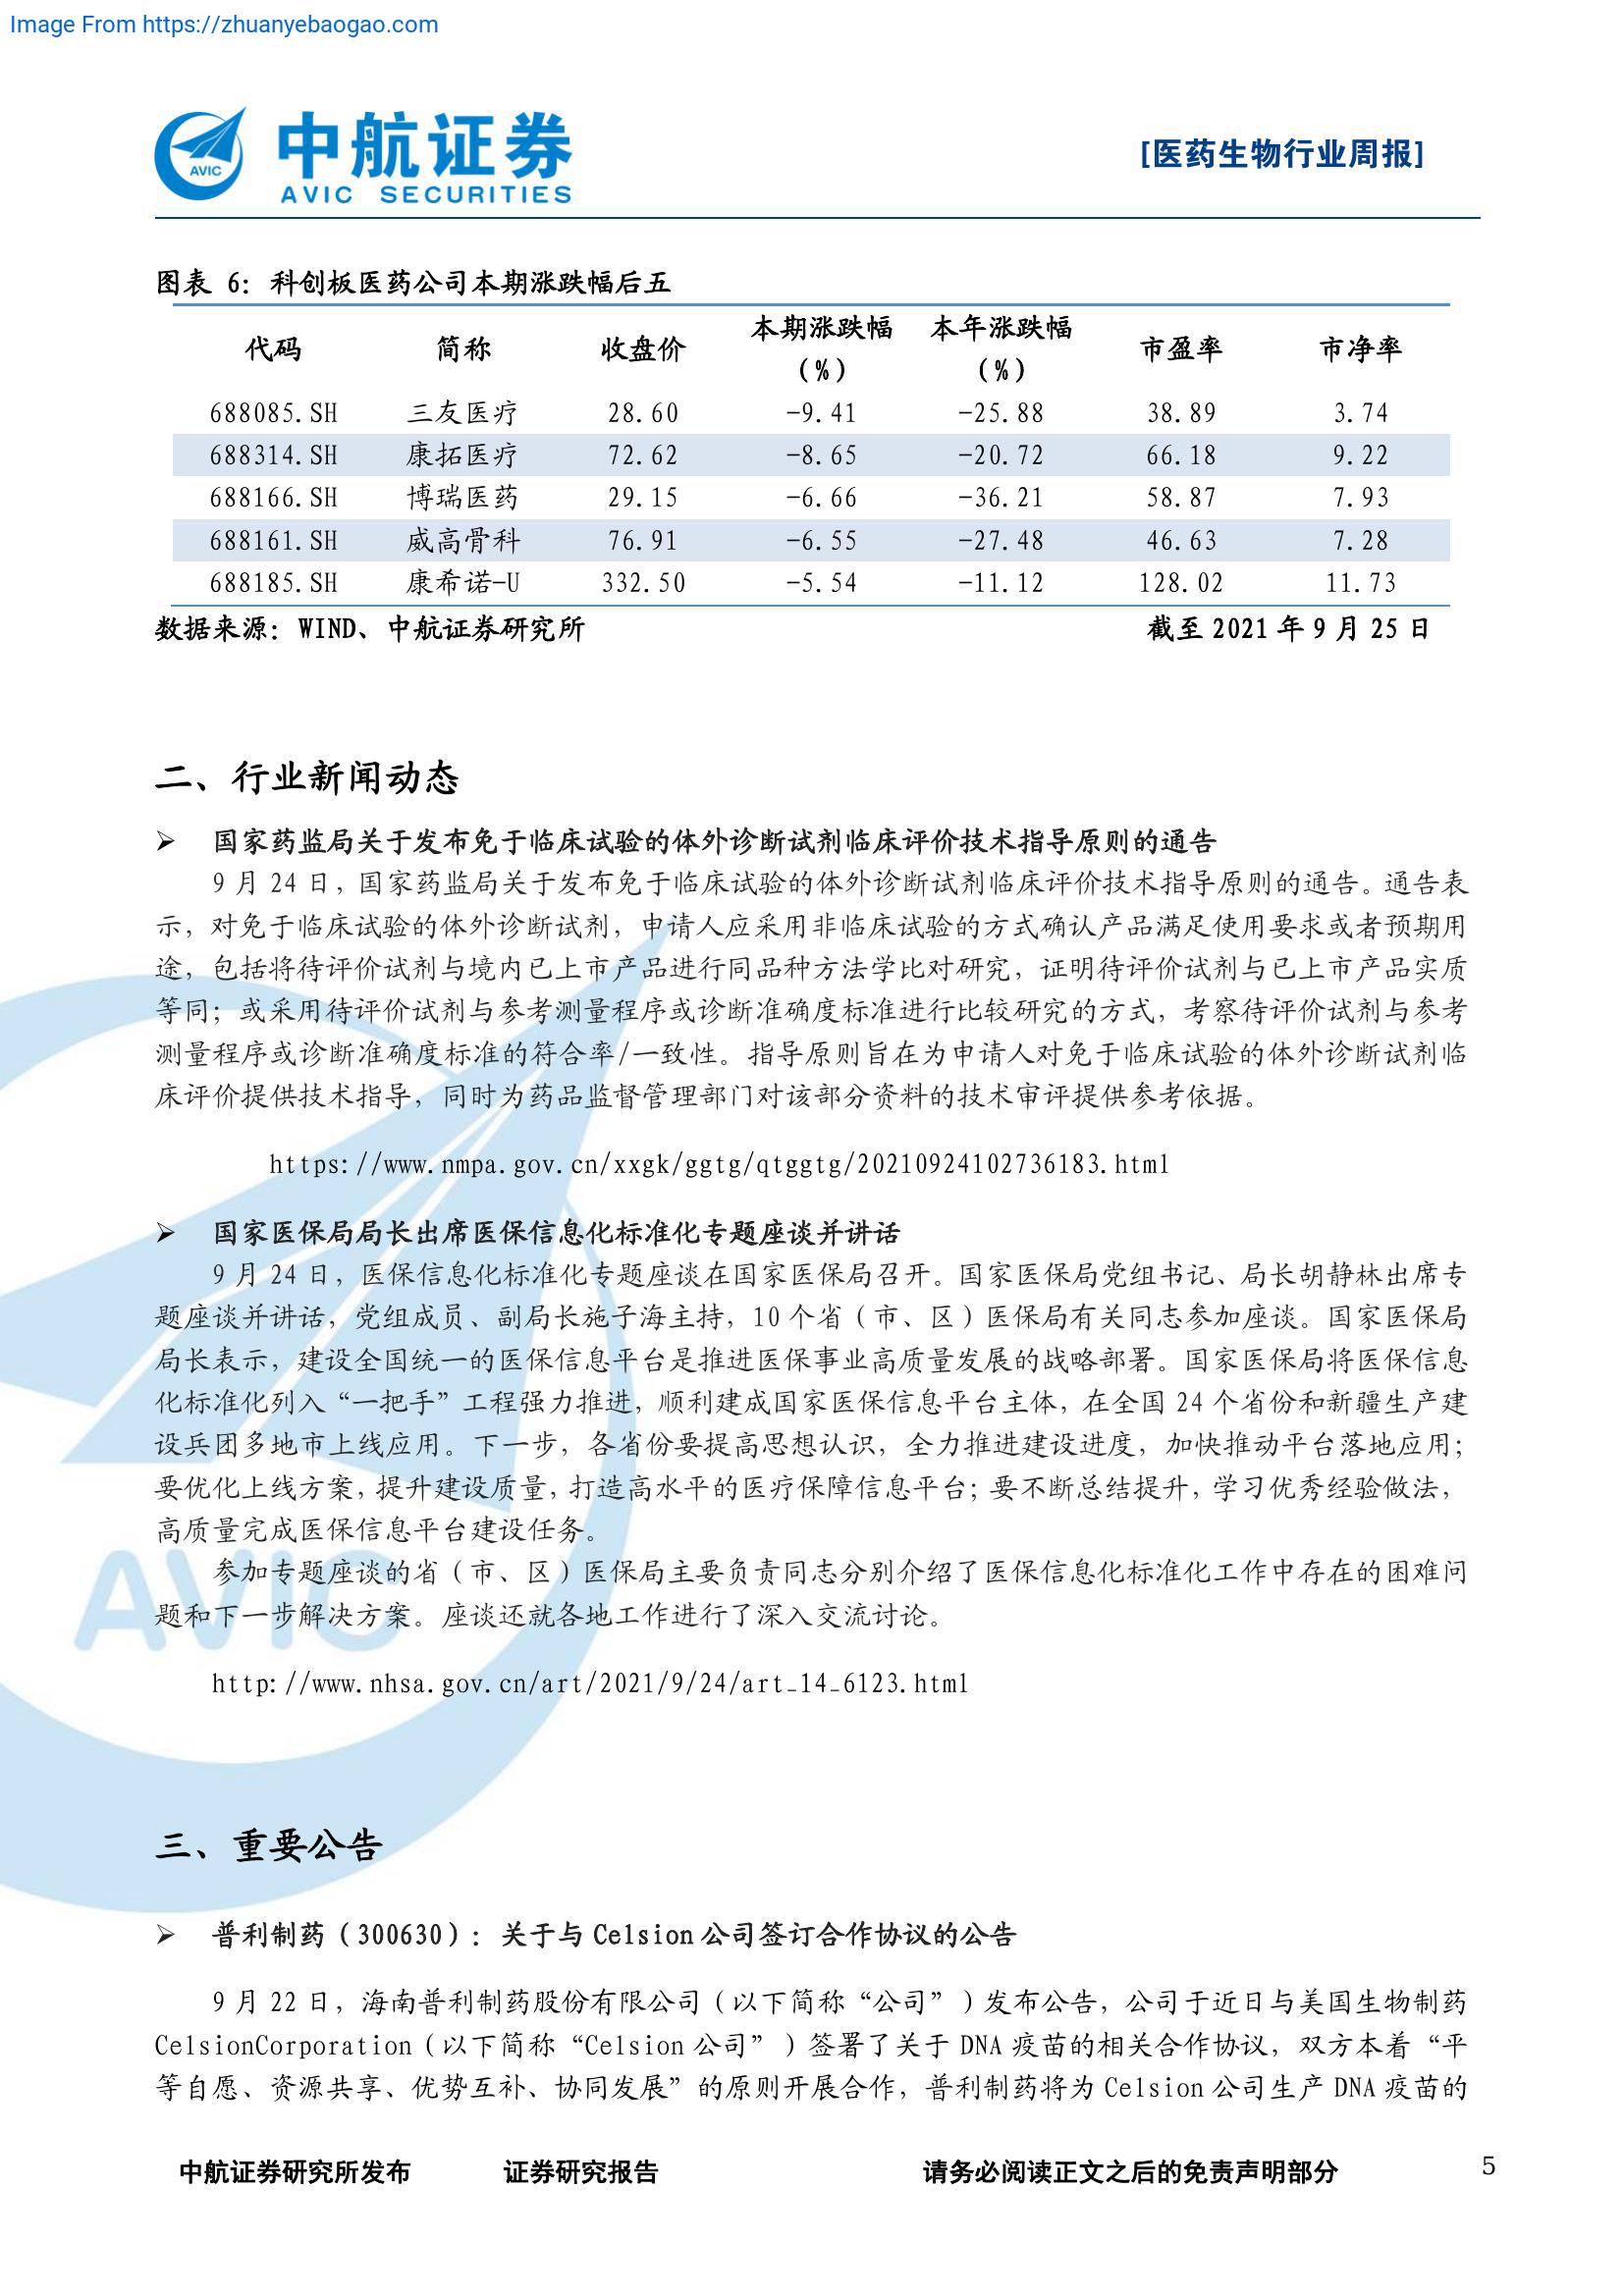 Image From https://zhuanyebaogao.com
中航证券
AVIC SECURITIES
AVIC
[医药生物行业周报]
图表 6：科创板医药公司本期涨跌幅后五
代码 简称 收盘价 本期涨跌幅（%） 本年涨跌幅（%） 市盈率 市净率
688085.SH 三友医疗 28.60 -9.41 -25.88 38.89 3.74
688314.SH 康拓医疗 72.62 -8.65 -20.72 66.18 9.22
688166.SH 博瑞医药 29.15 -6.66 -36.21 58.87 7.93
688161.SH 威高骨科 76.91 -6.55 -27.48 46.63 7.28
688185.SH 康希诺-U 332.50 -5.54 -11.12 128.02 11.73
数据来源：WIND、中航证券研究所 截至 2021 年 9 月 25 日
二、行业新闻动态
➢ 国家药监局关于发布免于临床试验的体外诊断试剂临床评价技术指导原则的通告
9 月 24 日，国家药监局关于发布免于临床试验的体外诊断试剂临床评价技术指导原则的通告。通告表
示，对免于临床试验的体外诊断试剂，申请人应采用非临床试验的方式确认产品满足使用要求或者预期用
途，包括将待评价试剂与境内已上市产品进行同品种方法学比对研究，证明待评价试剂与已上市产品实质
等同；或采用待评价试剂与参考测量程序或诊断准确度标准进行比较研究的方式，考察待评价试剂与参考
测量程序或诊断准确度标准的符合率/一致性。指导原则旨在为申请人对免于临床试验的体外诊断试剂临
床评价提供技术指导，同时为药品监督管理部门对该部分资料的技术审评提供参考依据。
https://www.nmpa.gov.cn/xxgk/ggtg/qtggtg/20210924102736183.html
➢ 国家医保局局长出席医保信息化标准化专题座谈并讲话
9 月 24 日，医保信息化标准化专题座谈在国家医保局召开。国家医保局党组书记、局长胡静林出席专
题座谈并讲话，党组成员、副局长施子海主持，10 个省（市、区）医保局有关同志参加座谈。国家医保局
局长表示，建设全国统一的医保信息平台是推进医保事业高质量发展的战略部署。国家医保局将医保信息
化标准化列入“一把手”工程强力推进，顺利建成国家医保信息平台主体，在全国 24 个省份和新疆生产建
设兵团多地市上线应用。下一步，各省份要提高思想认识，全力推进建设进度，加快推动平台落地应用；
要优化上线方案，提升建设质量，打造高水平的医疗保障信息平台；要不断总结提升，学习优秀经验做法，
高质量完成医保信息平台建设任务。
参加专题座谈的省（市、区）医保局主要负责同志分别介绍了医保信息化标准化工作中存在的困难问
题和下一步解决方案。座谈还就各地工作进行了深入交流讨论。
http://www.nhsa.gov.cn/art/2021/9/24/art_14_6123.html
AVIC
三、重要公告
➢ 普利制药（300630）：关于与 Celsion 公司签订合作协议的公告
9 月 22 日，海南普利制药股份有限公司（以下简称“公司”）发布公告，公司于近日与美国生物制药
CelsionCorporation（以下简称“Celsion 公司”）签署了关于 DNA 疫苗的相关合作协议，双方本着“平
等自愿、资源共享、优势互补、协同发展”的原则开展合作，普利制药将为 Celsion 公司生产 DNA 疫苗的
中航证券研究所发布 证券研究报告 请务必阅读正文之后的免责声明部分 5